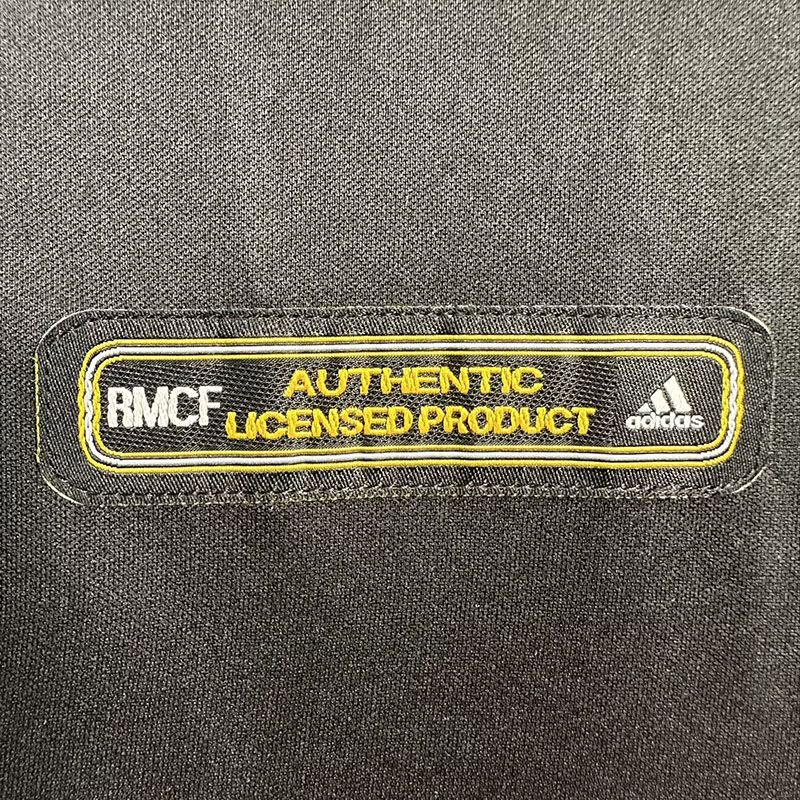 RMCF
AUTHENTIC
LICENSED PRODUCT
adidas